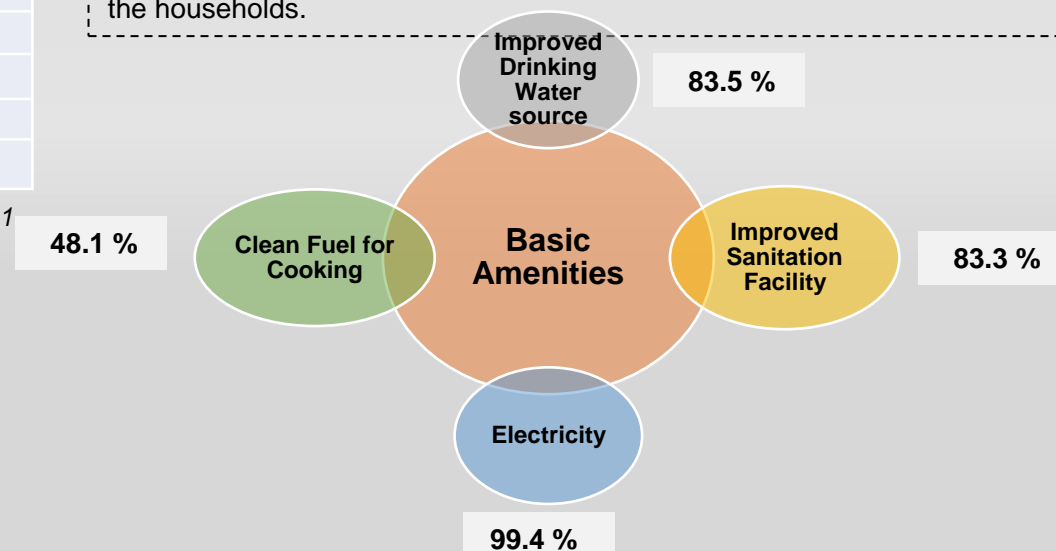 the households.
Improved
Drinking
Water
source
83.5 %
1
48.1 %
Clean Fuel for
Cooking
Basic
Amenities
Improved
Sanitation
Facility
83.3 %
Electricity
99.4 %